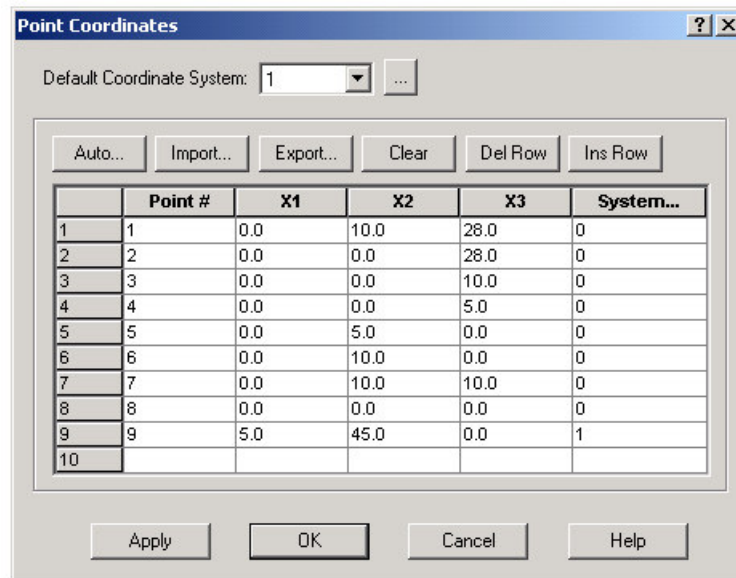 Point Coordinates
Default Coordinate System: 1 ...
Auto... Import... Export... Clear Del Row Ins Row
Point # X1 X2 X3 System...
1 1 0.0 10.0 28.0 0
2 2 0.0 0.0 28.0 0
3 3 0.0 0.0 10.0 0
4 4 0.0 0.0 5.0 0
5 5 0.0 5.0 0.0 0
6 6 0.0 10.0 0.0 0
7 7 0.0 10.0 10.0 0
8 8 0.0 0.0 0.0 0
9 9 5.0 45.0 0.0 1
10
Apply OK Cancel Help